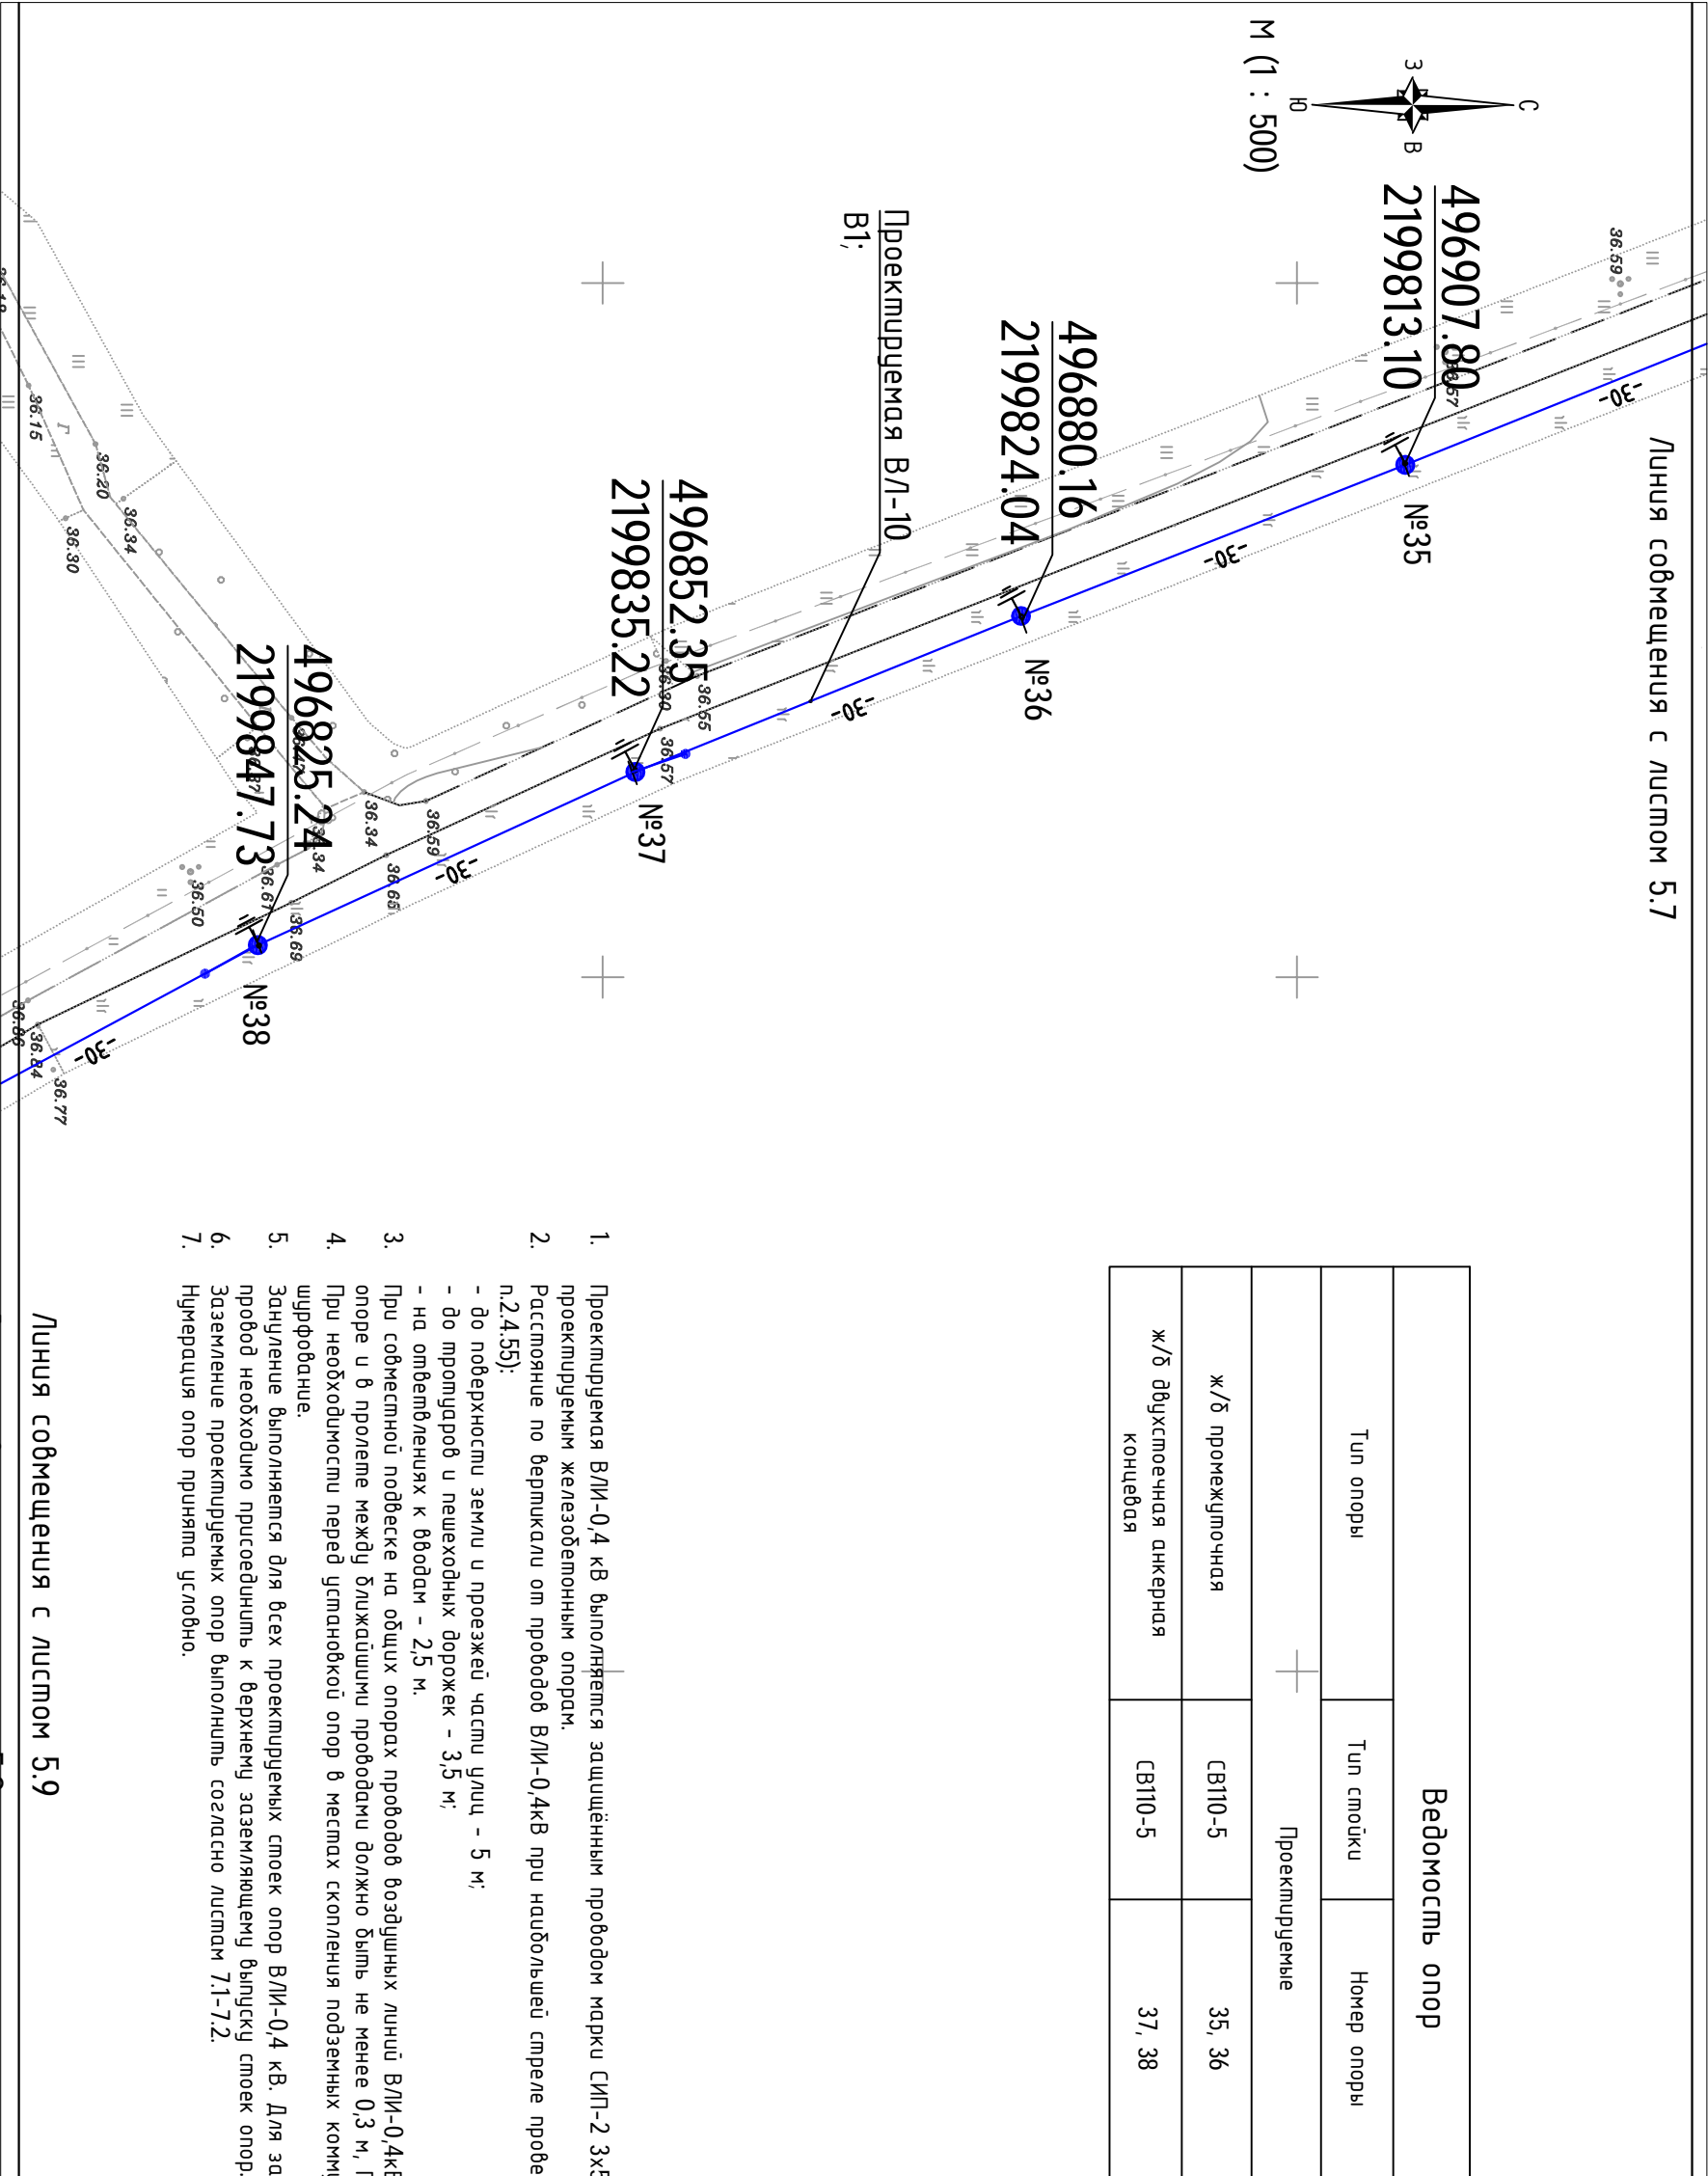 Линия совмещения с листом 5.7
С
З
В
Ю
М (1 : 500)
496907.80
2199813.10
№35
496880.16
2199824.04
№36
Проектируемая ВЛ-10
В1;
496852.35
2199835.22
№37
496825.24
2199847.73
№38
-30-
-30-
-30-
-30-
-30-
36.59
36.55
36.57
36.59
36.34
36.65
36.69
36.61
36.50
36.15
36.20
36.34
36.30
36.84
36.86
36.77
Г
Ведомость опор
Тип опоры
Тип стойки
Номер опоры
Проектируемые
ж/б промежуточная
СВ110-5
35, 36
ж/б двухстоечная анкерная
концевая
СВ110-5
37, 38
1. Проектируемая ВЛИ-0,4 кВ выполняется защищённым проводом марки СИП-2
проектируемым железобетонным опорам.
2. Расстояние по вертикали от проводов ВЛИ-0,4кВ при наибольшей стреле
п.2.4.55):
- до поверхности земли и проезжей части улиц - 5 м;
- до тротуаров и пешеходных дорожек - 3,5 м;
- на ответвлениях к вводам - 2,5 м.
3. При совместной подвеске на общих опорах проводов воздушных линий
опоре и в пролете между ближайшими проводами должно быть не менее 0,3 м,
4. При необходимости перед установкой опор в местах скопления подземных
шурфование.
5. Зануление выполняется для всех проектируемых стоек опор ВЛИ-0,4 кВ. Для
провод необходимо присоединить к верхнему заземляющему выпуску стоек опор.
6. Заземление проектируемых опор выполнить согласно листам 7.1-7.2.
7. Нумерация опор принята условно.
Линия совмещения с листом 5.9